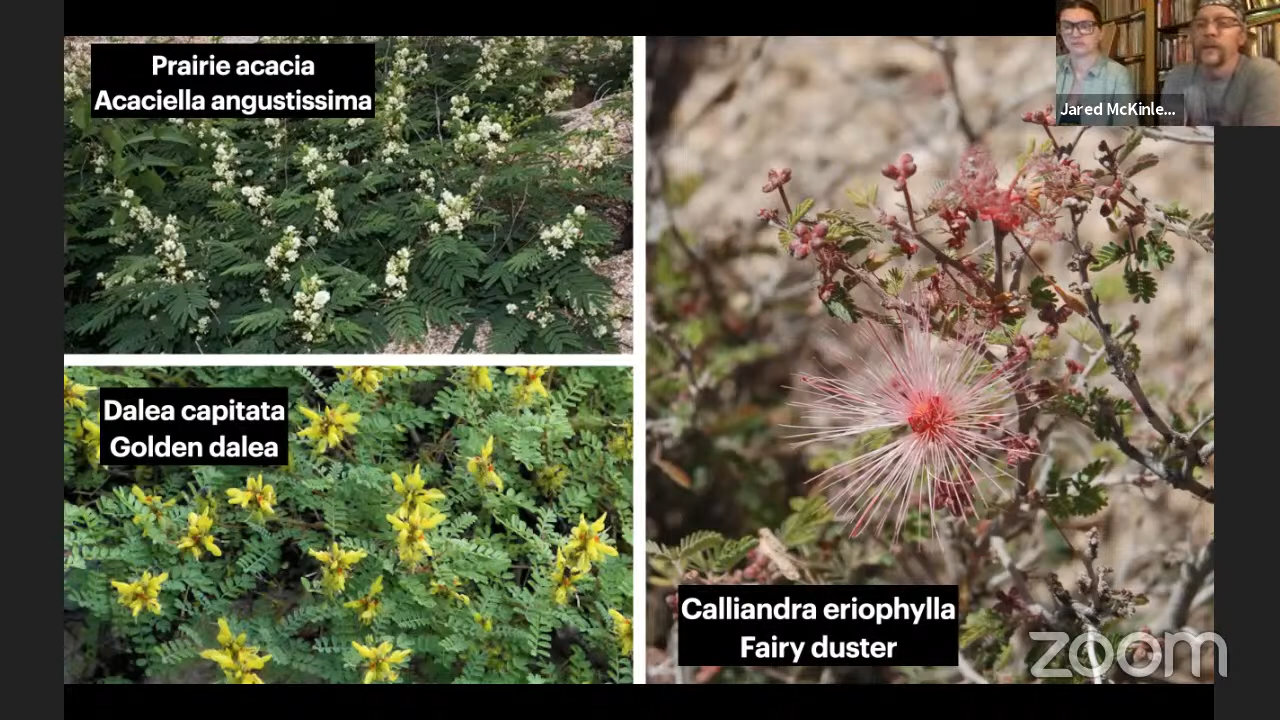 Prairie acacia
Acaciella angustissima
Jared McKinle...
Dalea capitata
Golden dalea
Calliandra eriophylla
Fairy duster
zoom